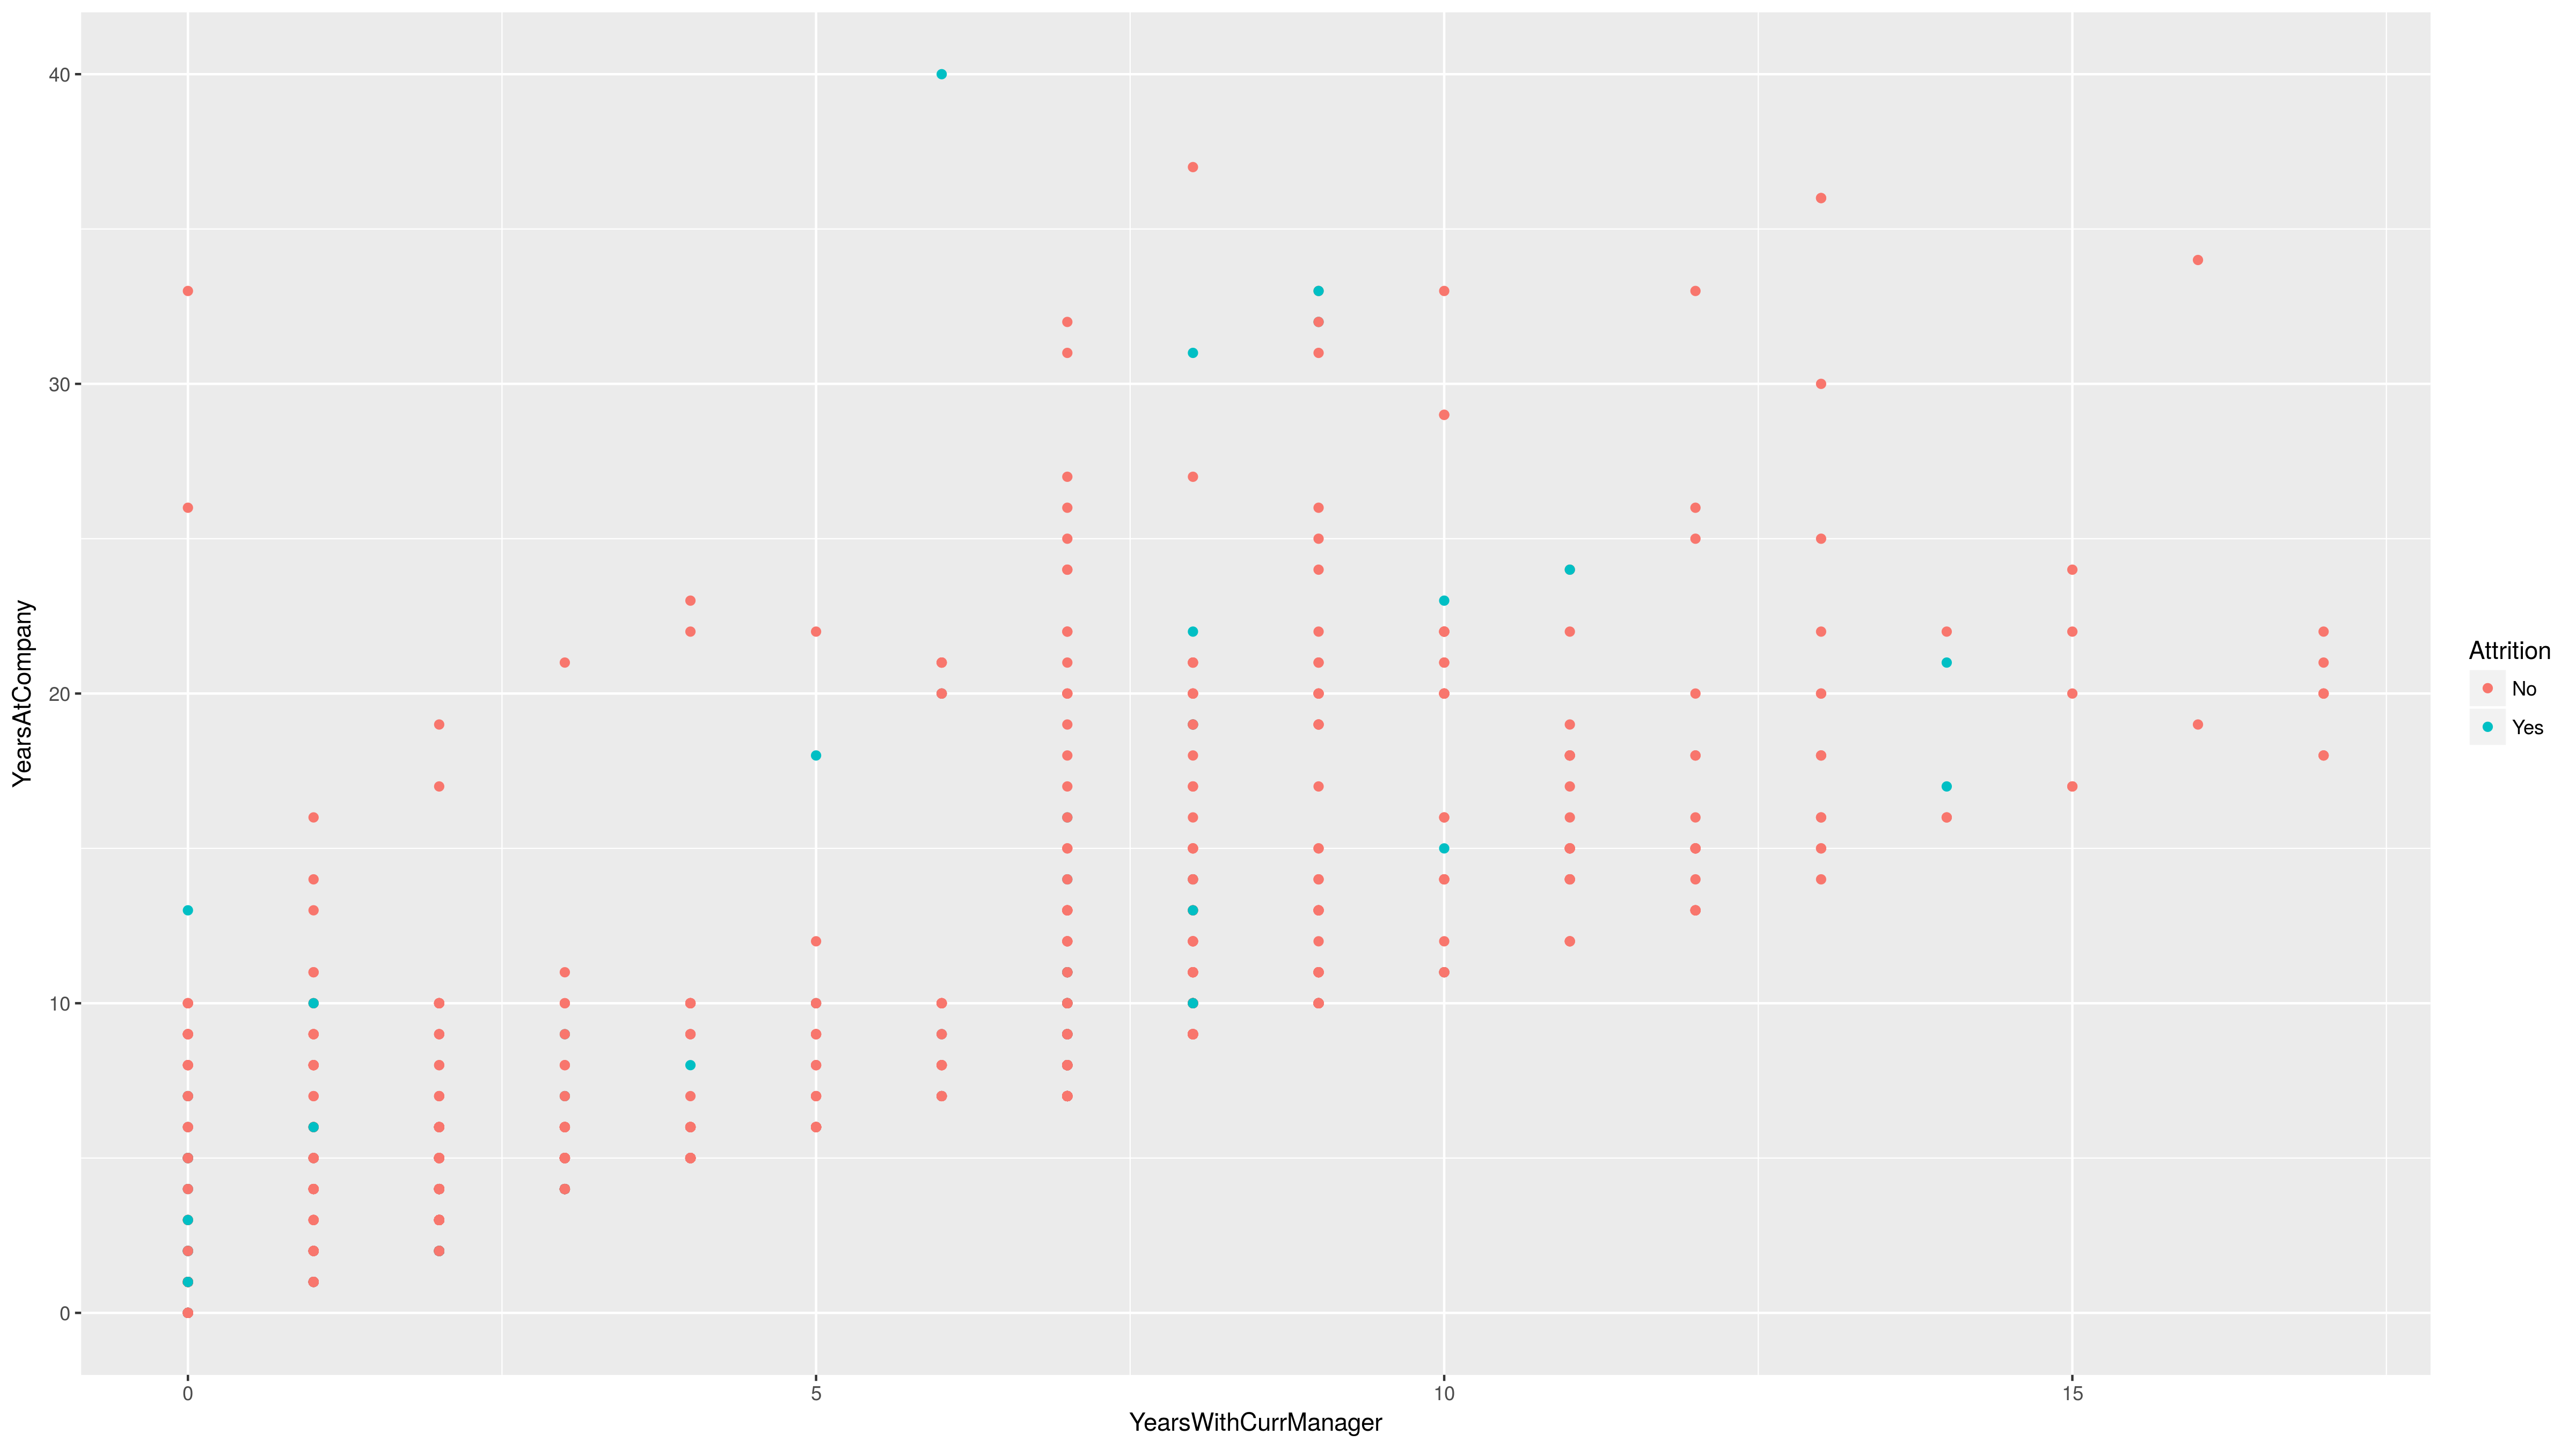 40
30
20
10
0
YearsAtCompany
0
5
10
15
YearsWithCurrManager
Attrition
No
Yes